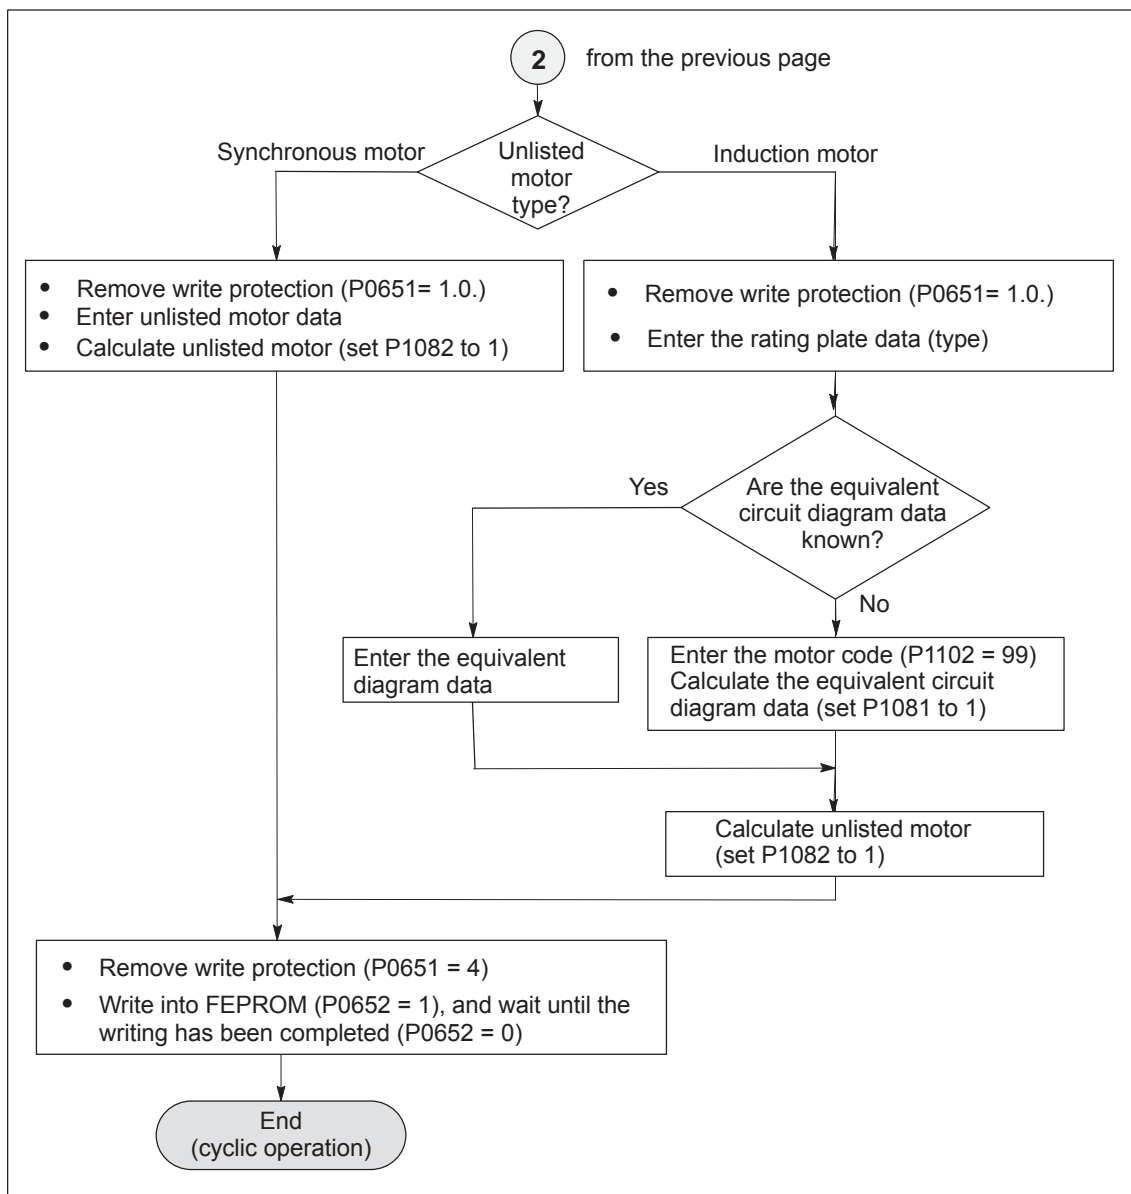 2
from the previous page
Synchronous motor
Unlisted
motor
type?
Induction motor
• Remove write protection (P0651= 1.0.)
• Enter unlisted motor data
• Calculate unlisted motor (set P1082 to 1)
• Remove write protection (P0651= 1.0.)
• Enter the rating plate data (type)
Yes
Are the equivalent
circuit diagram data
known?
No
Enter the equivalent
diagram data
Enter the motor code (P1102 = 99)
Calculate the equivalent circuit
diagram data (set P1081 to 1)
Calculate unlisted motor
(set P1082 to 1)
• Remove write protection (P0651 = 4)
• Write into FEPROM (P0652 = 1), and wait until the
writing has been completed (P0652 = 0)
End
(cyclic operation)